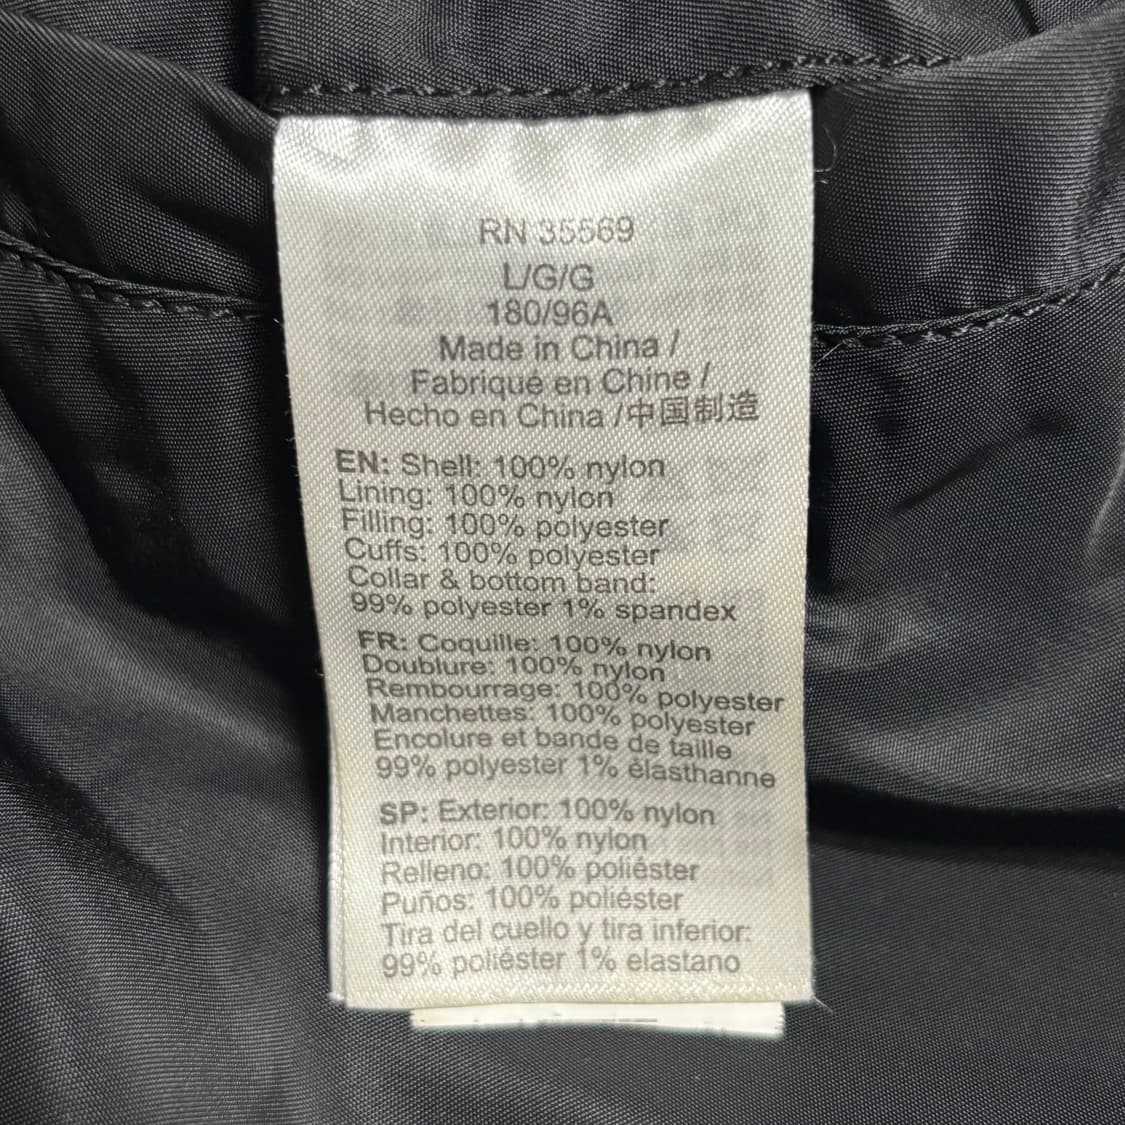 RN 35569
L/G/G
180/96A
Made in China /
Fabriqué en Chine /
Hecho en China /中国制造
EN: Shell: 100% nylon
Lining: 100% nylon
Filling: 100% polyester
Cuffs: 100% polyester
Collar & bottom band:
99% polyester 1% spandex
FR: Coquille: 100% nylon
Doublure: 100% nylon
Rembourrage: 100% polyester
Manchettes: 100% polyester
Encolure et bande de taille
99% polyester 1% élasthanne
SP: Exterior: 100% nylon
Interior: 100% nylon
Relleno: 100% poliéster
Puños: 100% poliéster
Tira del cuello y tira inferior:
99% poliéster 1% elastano